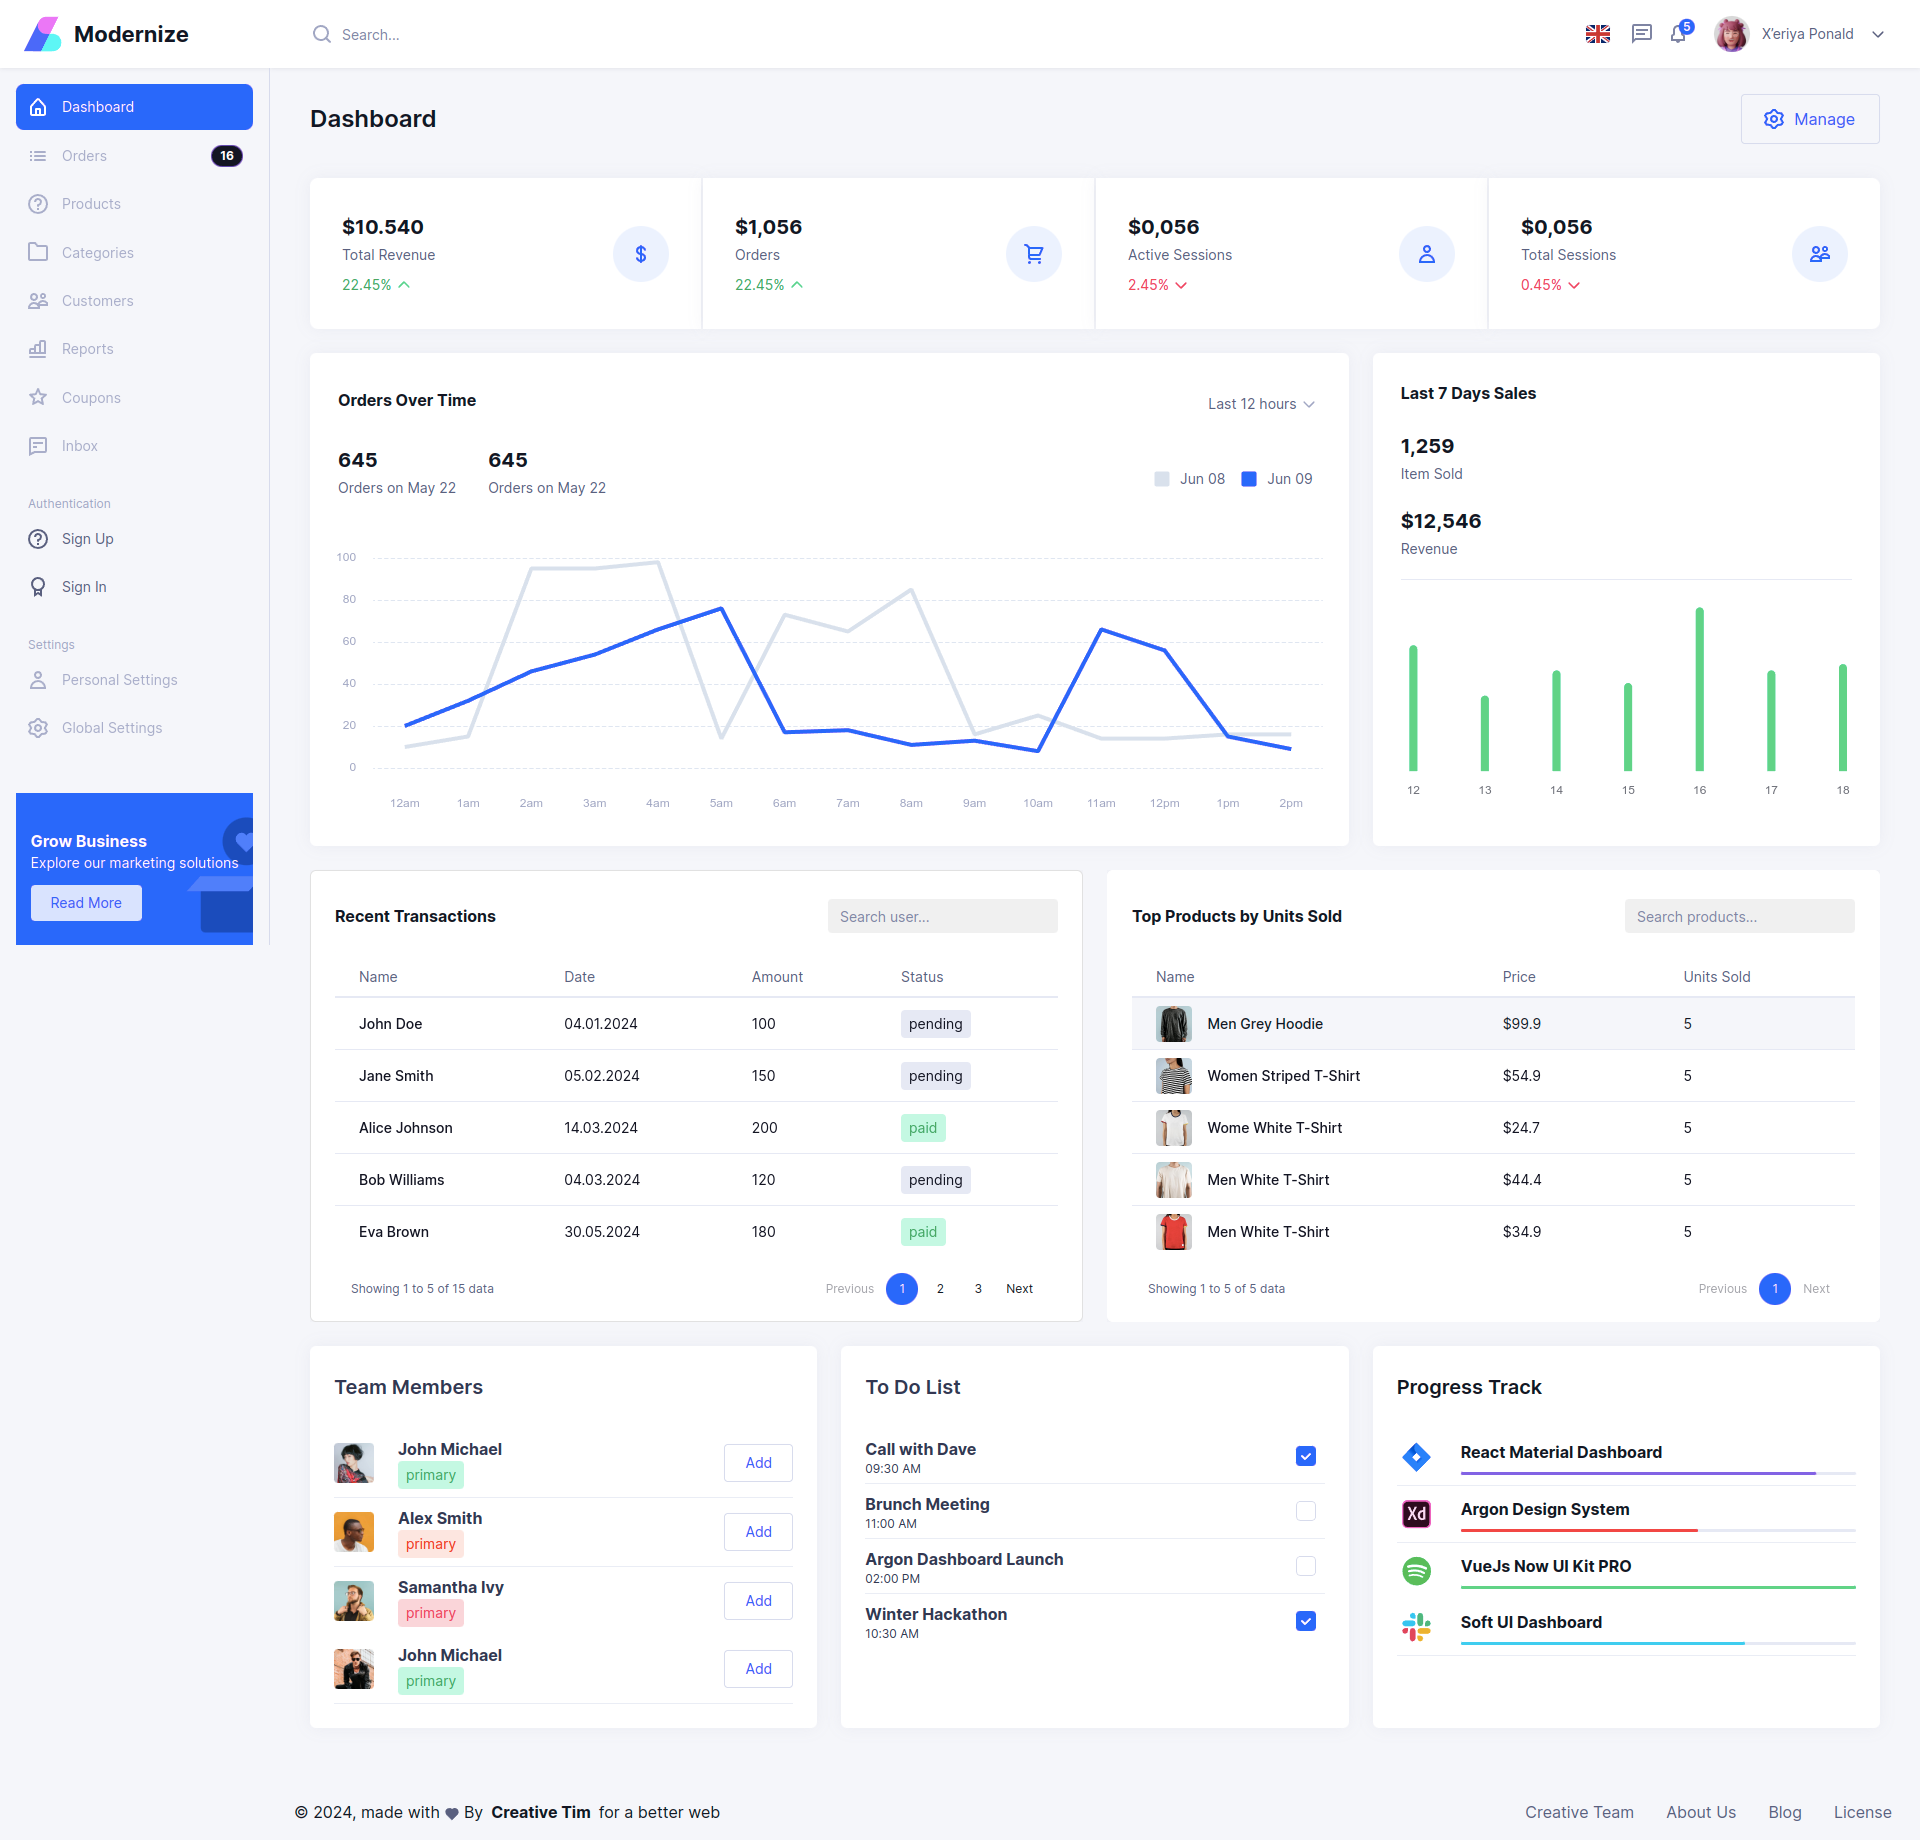 Modernize
Search...
5
X'eriya Ponald
Dashboard
Orders
16
Products
Categories
Customers
Reports
Coupons
Inbox
Authentication
Sign Up
Sign In
Settings
Personal Settings
Global Settings
Grow Business
Explore our marketing solutions
Read More
Dashboard
Manage
$10.540
Total Revenue
22.45%
$
$1,056
Orders
22.45%
$0,056
Active Sessions
2.45%
$0,056
Total Sessions
0.45%
Orders Over Time
Last 12 hours
645
Orders on May 22
645
Orders on May 22
Jun 08
Jun 09
100
80
60
40
20
0
12am 1am 2am 3am 4am 5am 6am 7am 8am 9am 10am 11am 12pm 1pm 2pm
Last 7 Days Sales
1,259
Item Sold
$12,546
Revenue
12 13 14 15 16 17 18
Recent Transactions
Search user...
Name Date Amount Status
John Doe 04.01.2024 100 pending
Jane Smith 05.02.2024 150 pending
Alice Johnson 14.03.2024 200 paid
Bob Williams 04.03.2024 120 pending
Eva Brown 30.05.2024 180 paid
Showing 1 to 5 of 15 data
Previous 1 2 3 Next
Top Products by Units Sold
Search products...
Name Price Units Sold
Men Grey Hoodie $99.9 5
Women Striped T-Shirt $54.9 5
Wome White T-Shirt $24.7 5
Men White T-Shirt $44.4 5
Men White T-Shirt $34.9 5
Showing 1 to 5 of 5 data
Previous 1 Next
Team Members
John Michael
primary
Add
Alex Smith
primary
Add
Samantha Ivy
primary
Add
John Michael
primary
Add
To Do List
Call with Dave
09:30 AM
Brunch Meeting
11:00 AM
Argon Dashboard Launch
02:00 PM
Winter Hackathon
10:30 AM
Progress Track
React Material Dashboard
Xd
Argon Design System
VueJs Now UI Kit PRO
Soft UI Dashboard
© 2024, made with By Creative Tim for a better web
Creative Team About Us Blog License